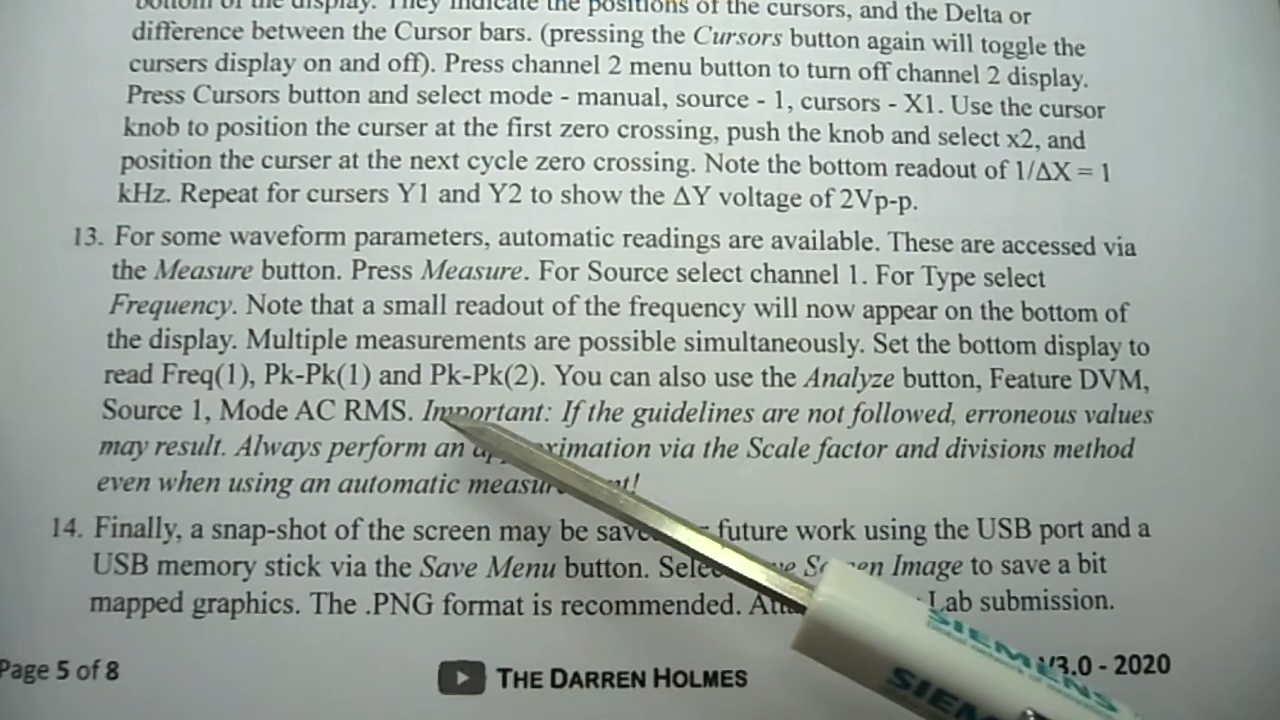 bottom of the display. They indicate the positions of the cursors, and the Delta or
difference between the Cursor bars. (pressing the Cursors button again will toggle the
cursers display on and off). Press channel 2 menu button to turn off channel 2 display.
Press Cursors button and select mode - manual, source - 1, cursors - X1. Use the cursor
knob to position the curser at the first zero crossing, push the knob and select x2, and
position the curser at the next cycle zero crossing. Note the bottom readout of 1/ΔX = 1
kHz. Repeat for cursers Y1 and Y2 to show the ΔY voltage of 2Vp-p.
13. For some waveform parameters, automatic readings are available. These are accessed via
the Measure button. Press Measure. For Source select channel 1. For Type select
Frequency. Note that a small readout of the frequency will now appear on the bottom of
the display. Multiple measurements are possible simultaneously. Set the bottom display to
read Freq(1), Pk-Pk(1) and Pk-Pk(2). You can also use the Analyze button, Feature DVM,
Source 1, Mode AC RMS. Important: If the guidelines are not followed, erroneous values
may result. Always perform an via the Scale factor and divisions method
even when using an automatic
14. Finally, a snap-shot of the screen may be future work using the USB port and a
USB memory stick via the Save Menu button. Image to save a bit
mapped graphics. The .PNG format is recommended. Lab submission.
Page 5 of 8
THE DARREN HOLMES
V3.0 - 2020
SIEMENS